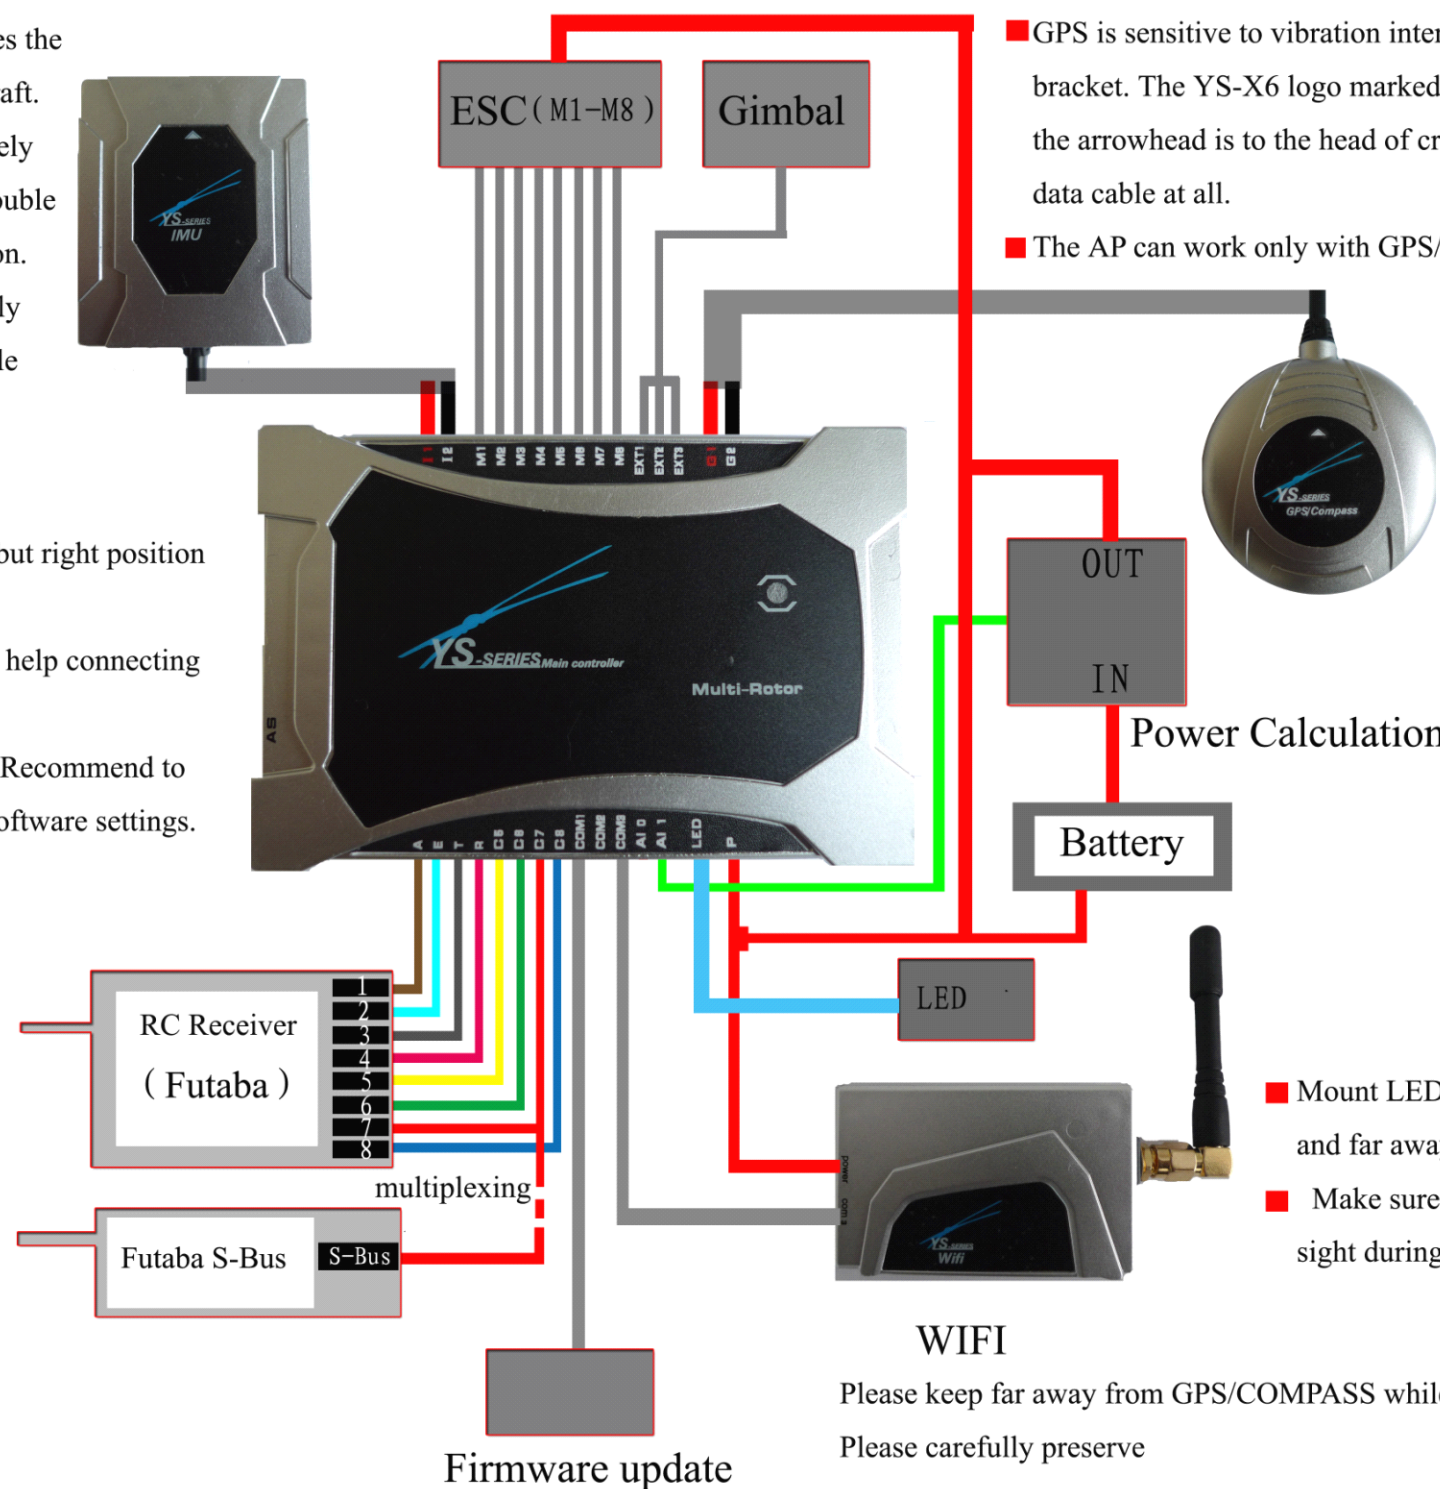 es the
raft.
ely
ouble
on.
ly
le
YS-SERIES
IMU
ESC(M1-M8)
Gimbal
GPS is sensitive to vibration inter
bracket. The YS-X6 logo marked
the arrowhead is to the head of cr
data cable at all.
The AP can work only with GPS/
I1 I2 M1 M2 M3 M4 M5 M6 M7 M8 EXT1 EXT2 EXT3 G1 G2
YS-SERIES
GPS/Compass
put right position
help connecting
Recommend to
oftware settings.
YS-SERIES Main controller
Multi-Rotor
AS
OUT
IN
Power Calculation
Battery
A E T R C5 C6 C7 C8 COM1 COM2 COM3 AI 0 AI 1 LED P
LED
RC Receiver
(Futaba)
1
2
3
4
5
6
7
8
multiplexing
Futaba S-Bus
S-Bus
power
YS-SERIES
Wifi
Mount LED
and far away
Make sure
sight during
WIFI
Please keep far away from GPS/COMPASS while
Please carefully preserve
Firmware update